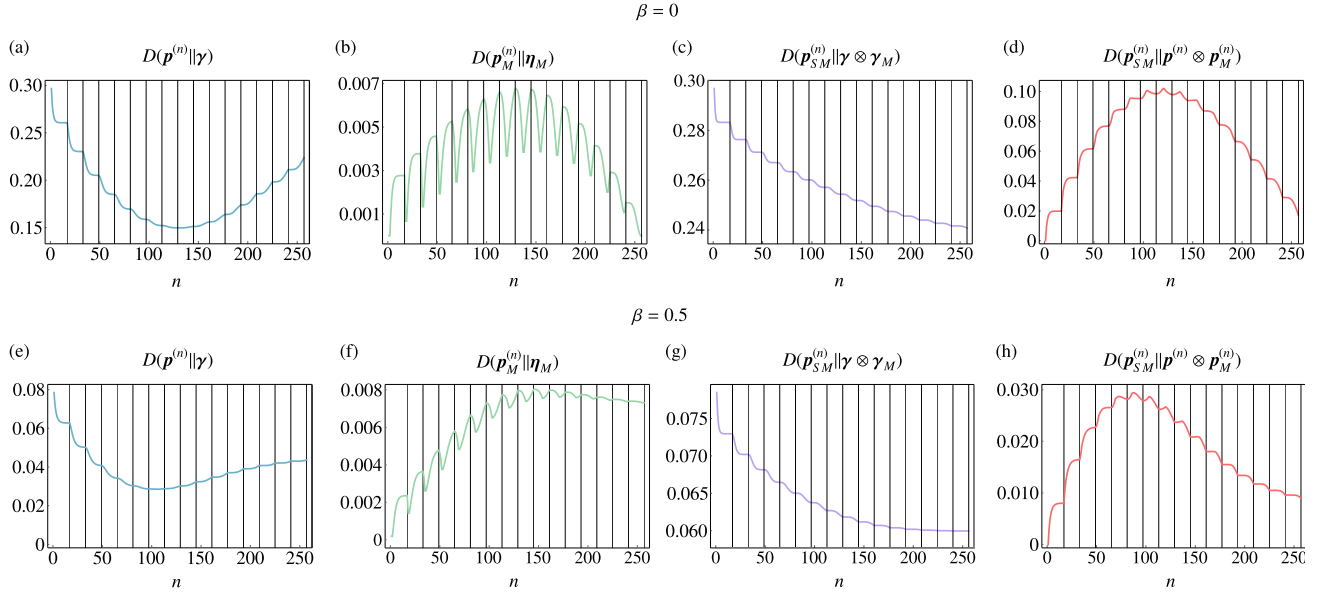 β = 0
(a) D(p^(n)||γ)
0.30
0.25
0.20
0.15
0 50 100 150 200 250
n
(b) D(p_M^(n)||η_M)
0.007
0.005
0.003
0.001
0 50 100 150 200 250
n
(c) D(p_SM^(n)||γ ⊗ γ_M)
0.30
0.28
0.26
0.24
0 50 100 150 200 250
n
(d) D(p_SM^(n)||p^(n) ⊗ p_M^(n))
0.10
0.08
0.06
0.04
0.02
0
0 50 100 150 200 250
n
β = 0.5
(e) D(p^(n)||γ)
0.08
0.06
0.04
0.02
0
0 50 100 150 200 250
n
(f) D(p_M^(n)||η_M)
0.008
0.006
0.004
0.002
0
0 50 100 150 200 250
n
(g) D(p_SM^(n)||γ ⊗ γ_M)
0.075
0.070
0.065
0.060
0 50 100 150 200 250
n
(h) D(p_SM^(n)||p^(n) ⊗ p_M^(n))
0.030
0.020
0.010
0
0 50 100 150 200 250
n